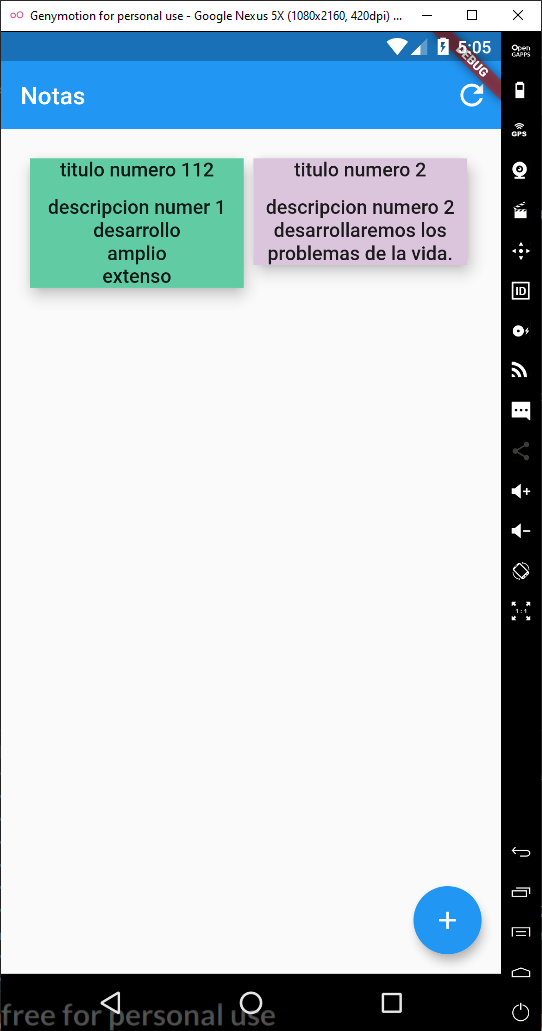 Genymotion for personal use - Google Nexus 5X (1080x2160, 420dpi) ...
5:05
DEBUG
Notas
titulo numero 112
descripcion numer 1
desarrollo
amplio
extenso
titulo numero 2
descripcion numero 2
desarrollaremos los
problemas de la vida.
+
Open
GAPPS
GPS
ID
1:1
free for personal use